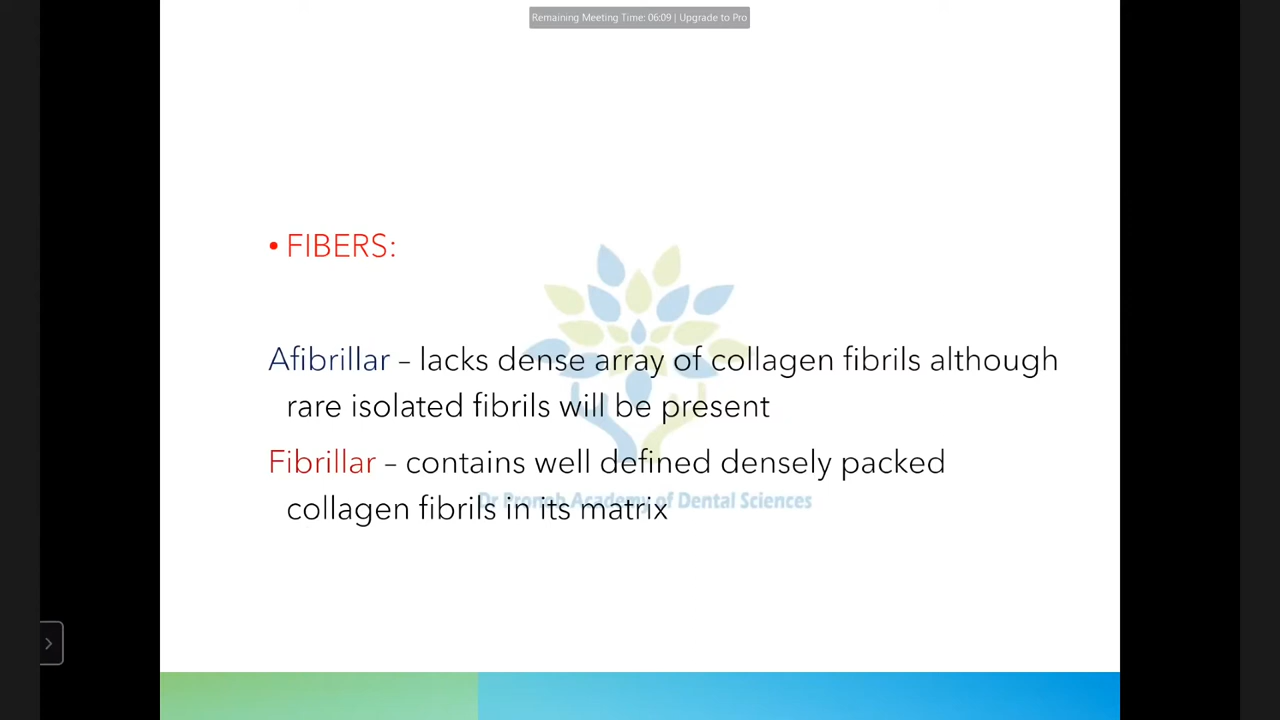 Remaining Meeting Time: 06:09 | Upgrade to Pro
• FIBERS:
Afibrillar – lacks dense array of collagen fibrils although
rare isolated fibrils will be present
Fibrillar – contains well defined densely packed
collagen fibrils in its matrix
Academy of Dental Sciences